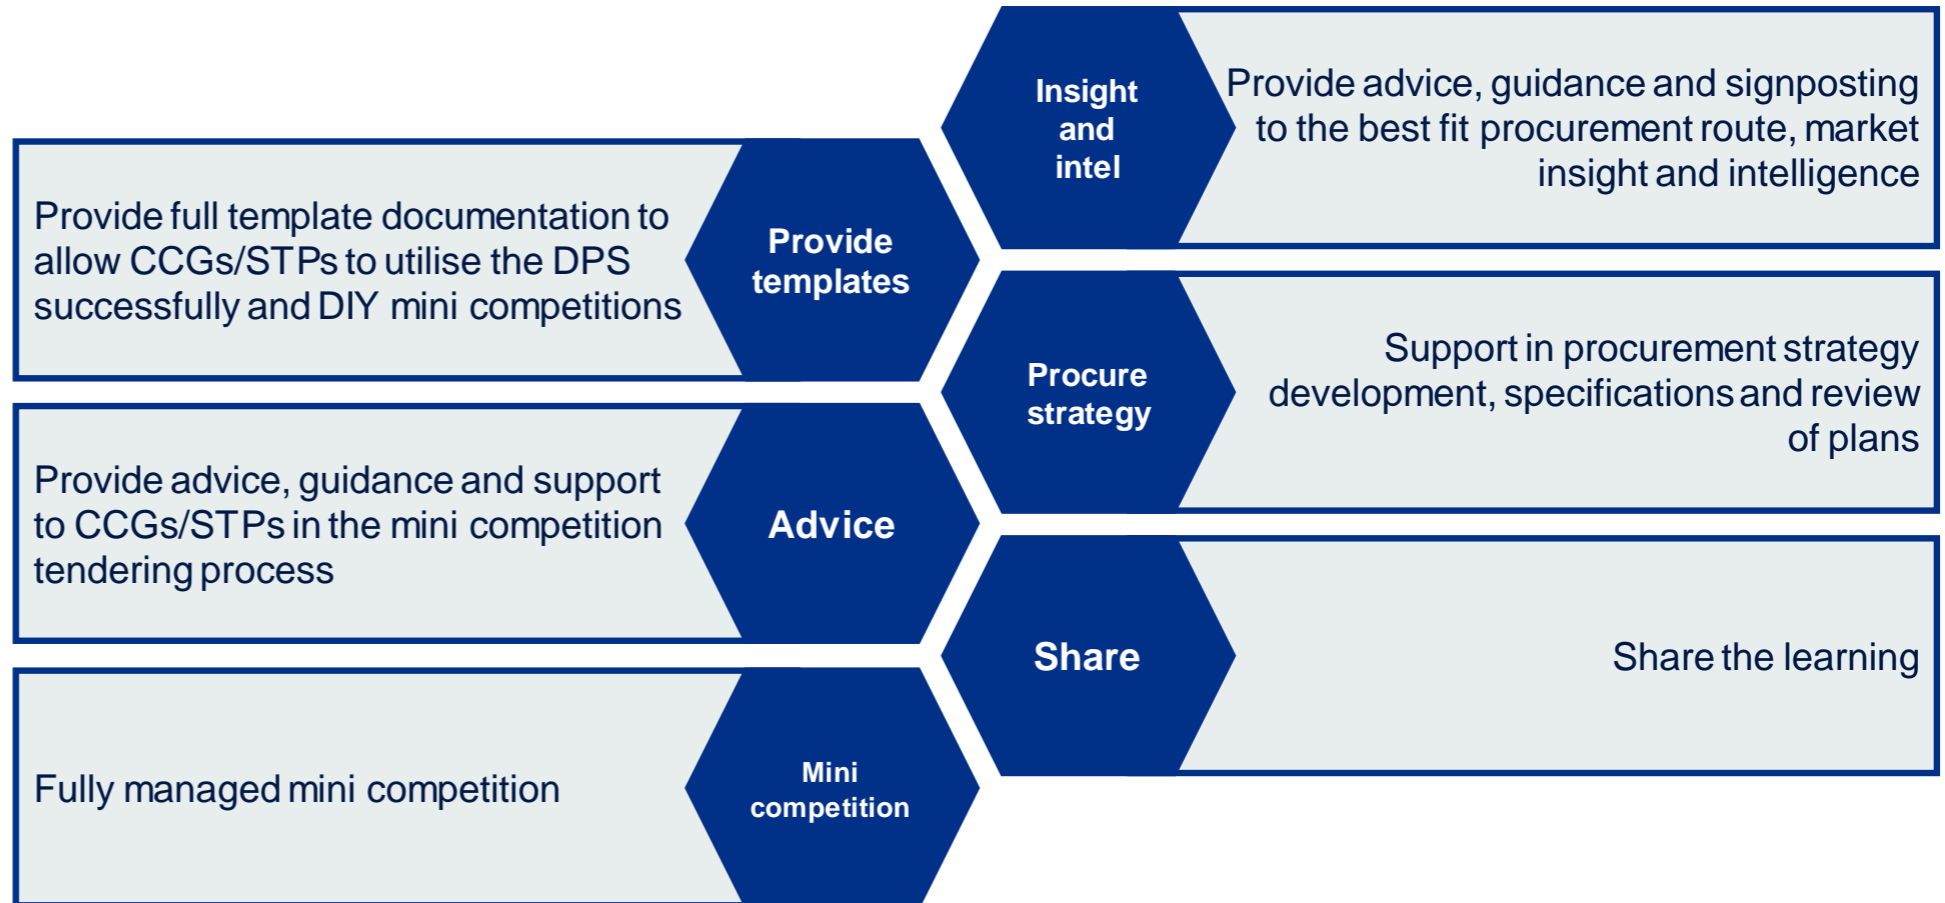 Insight
and
intel
Provide advice, guidance and signposting
to the best fit procurement route, market
insight and intelligence
Provide full template documentation to
allow CCGs/STPs to utilise the DPS
successfully and DIY mini competitions
Provide
templates
Procure
strategy
Support in procurement strategy
development, specifications and review
of plans
Provide advice, guidance and support
to CCGs/STPs in the mini competition
tendering process
Advice
Share
Share the learning
Fully managed mini competition
Mini
competition